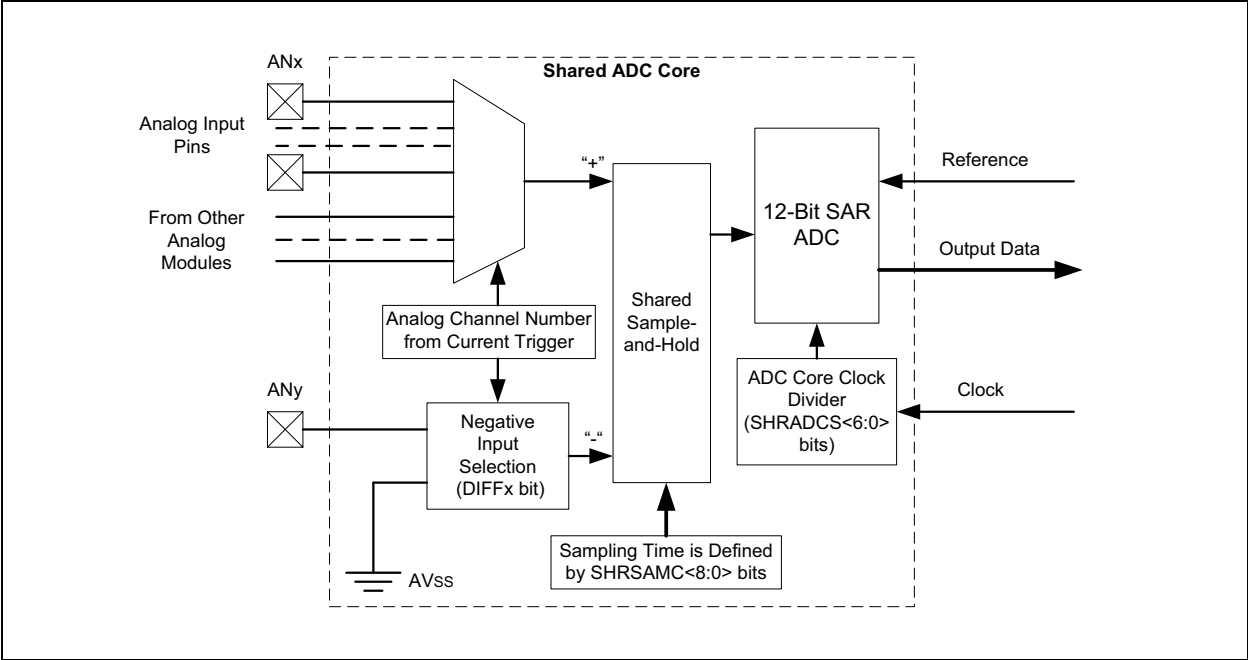 Shared ADC Core
ANx
Analog Input
Pins
From Other
Analog
Modules
“+”
12-Bit SAR
ADC
Reference
Output Data
Analog Channel Number
from Current Trigger
Shared
Sample-
and-Hold
ANy
Negative
Input
Selection
(DIFFx bit)
“-“
ADC Core Clock
Divider
(SHRADCS<6:0>
bits)
Clock
Sampling Time is Defined
by SHRSAMC<8:0> bits
AVSS